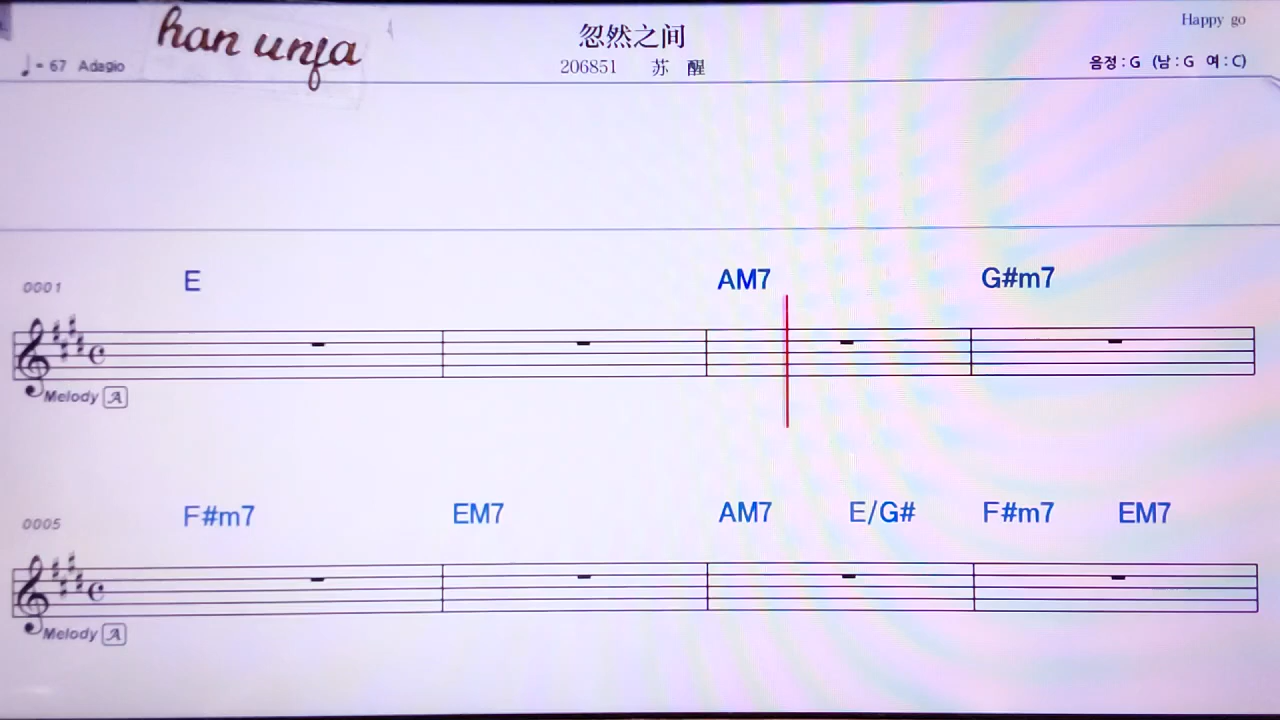 han unfa
忽然之间
Happy go
♩= 67 Adagio
206851 苏 醒
음정 : G (남 : G 여 : C)
0001 E AM7 G#m7
Melody A
0005 F#m7 EM7 AM7 E/G# F#m7 EM7
Melody A